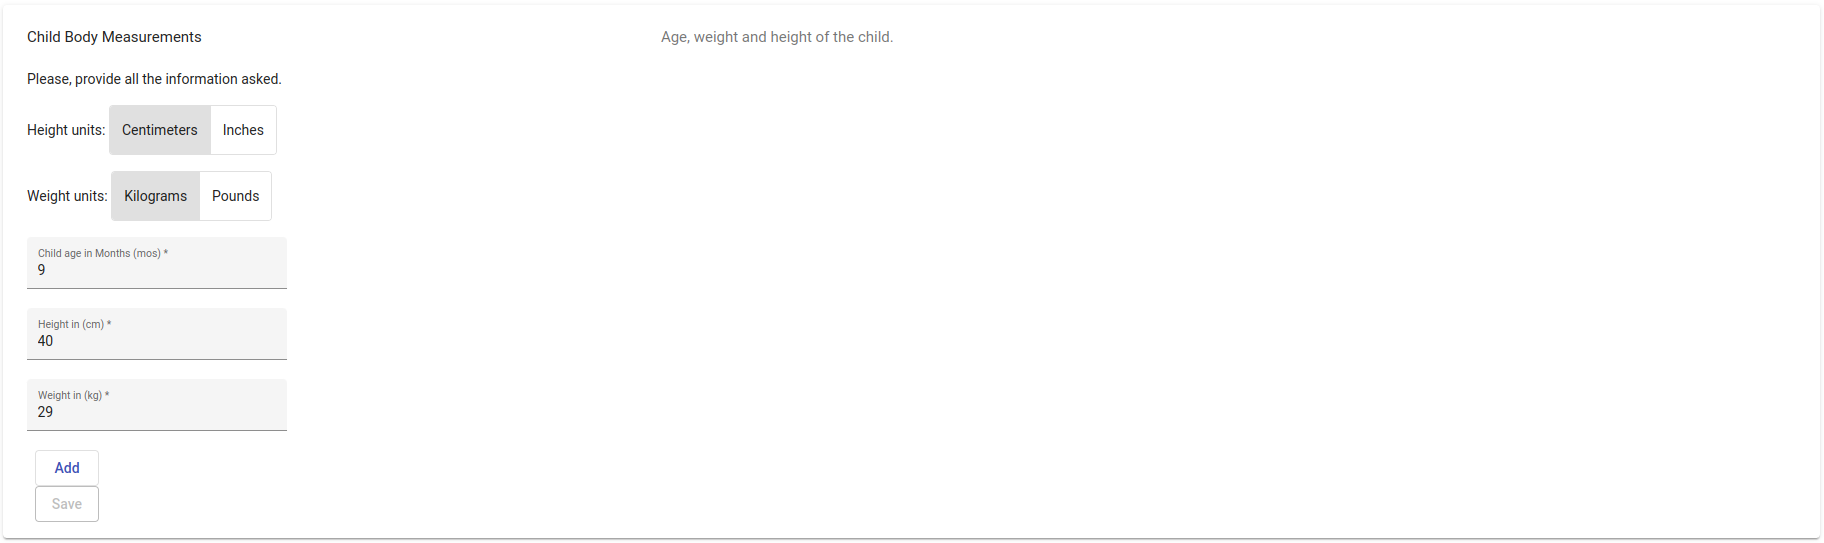 Child Body Measurements
Age, weight and height of the child.
Please, provide all the information asked.
Height units: Centimeters Inches
Weight units: Kilograms Pounds
Child age in Months (mos) *
9
Height in (cm) *
40
Weight in (kg) *
29
Add
Save